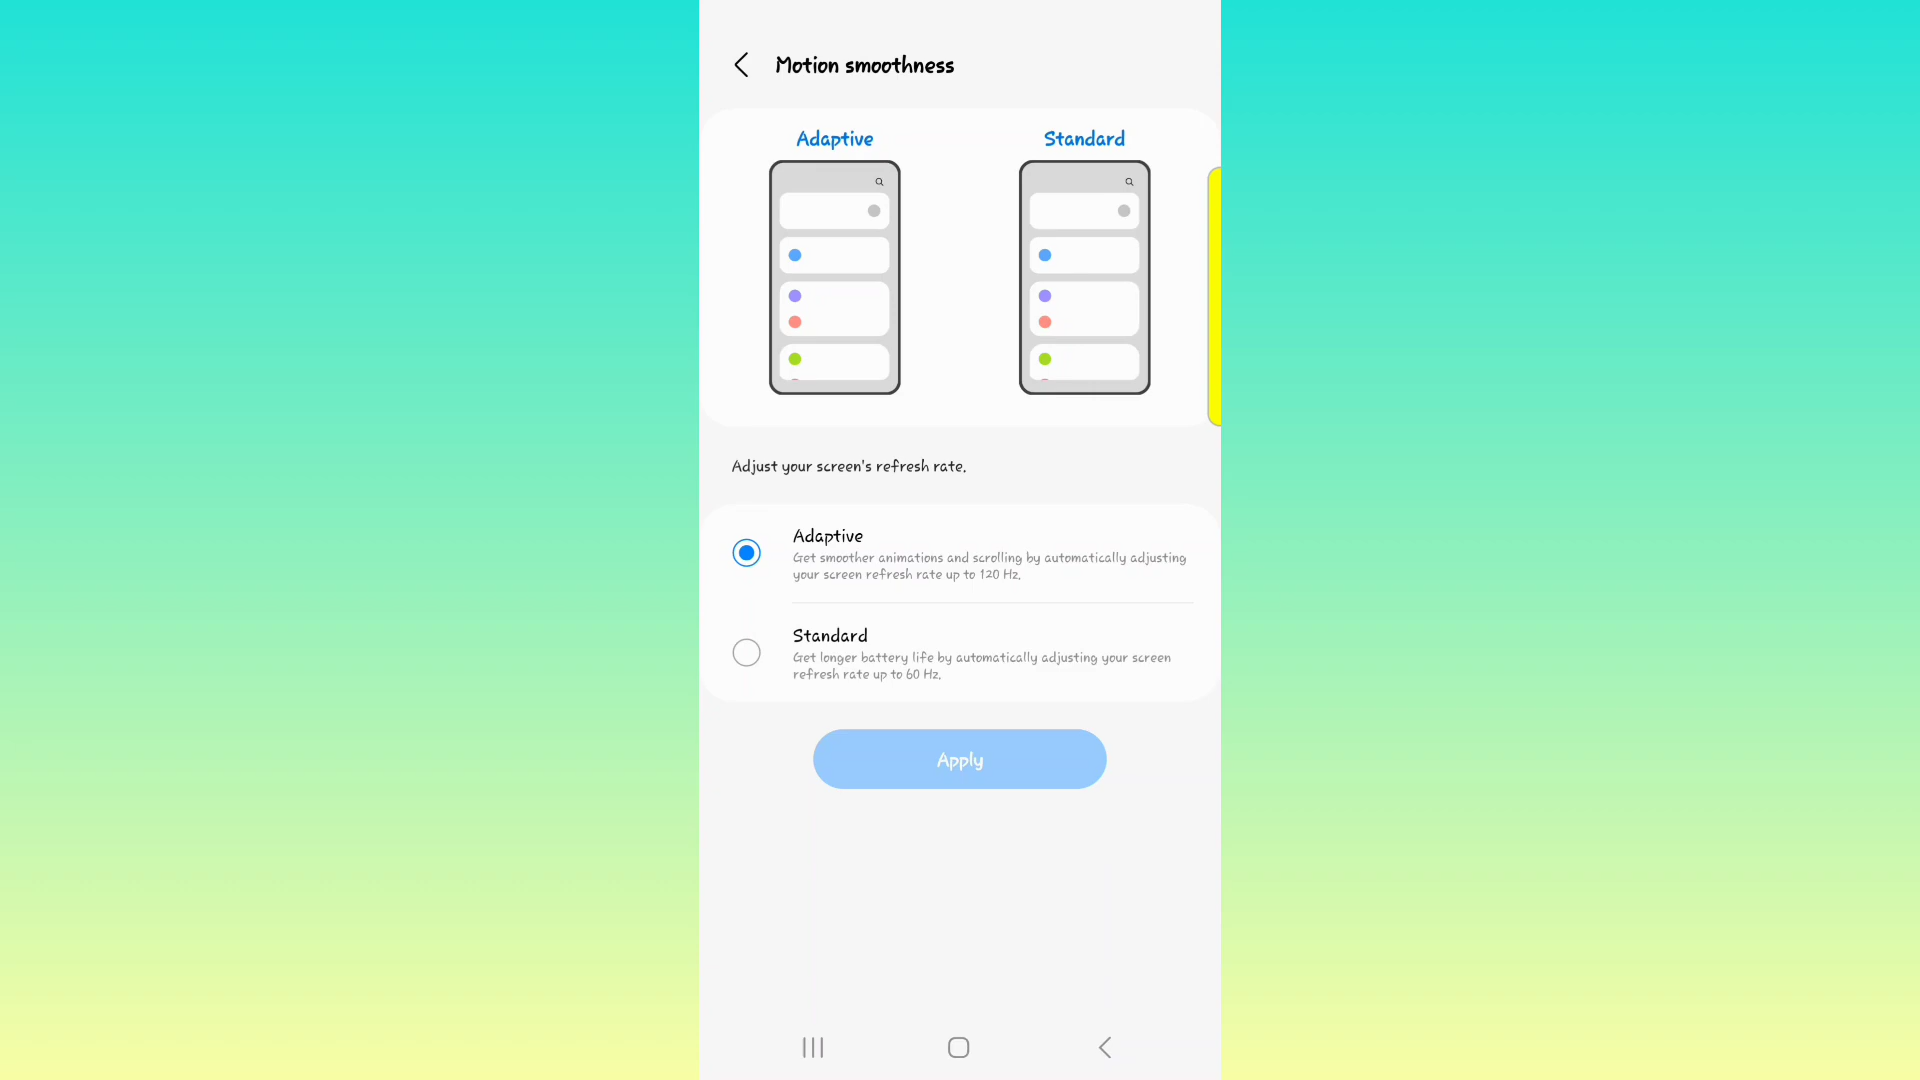 Motion smoothness
Adaptive
Standard
Adjust your screen's refresh rate.
Adaptive
Get smoother animations and scrolling by automatically adjusting
your screen refresh rate up to 120 Hz.
Standard
Get longer battery life by automatically adjusting your screen
refresh rate up to 60 Hz.
Apply